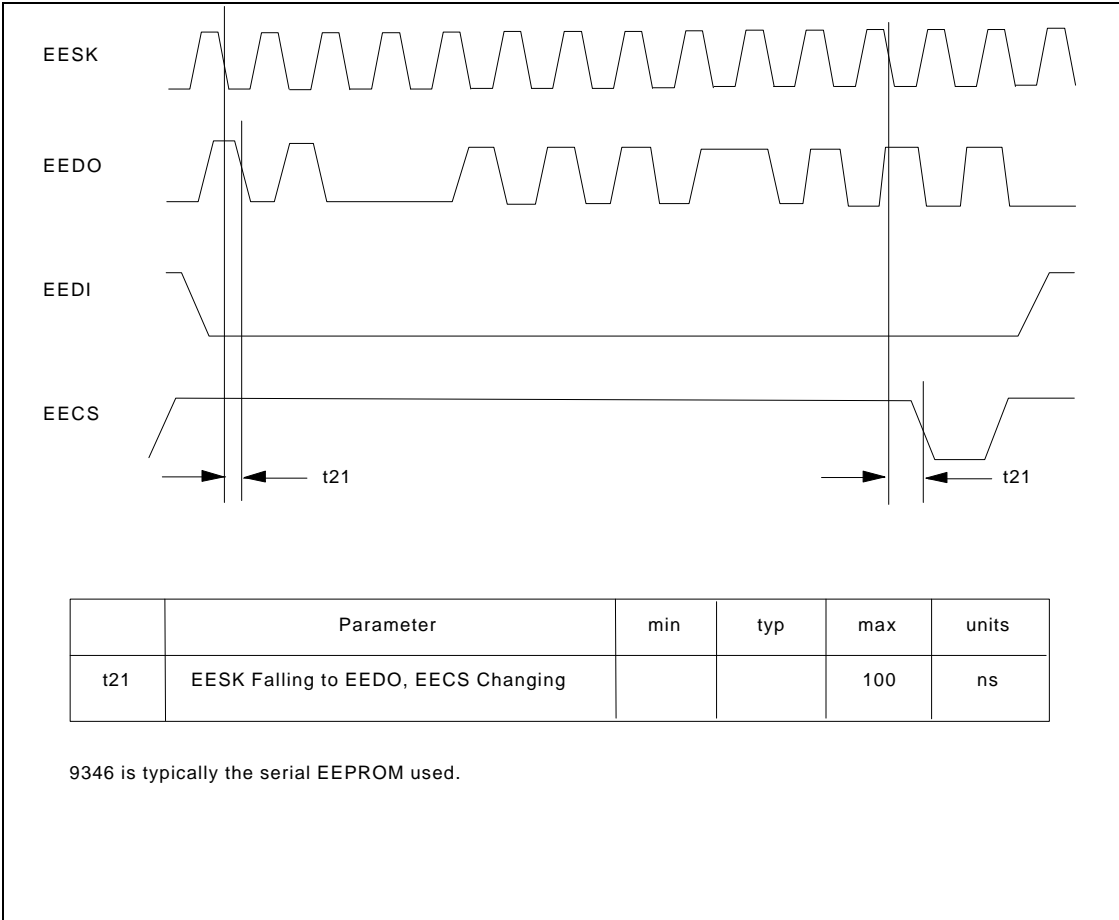 EESK
EEDO
EEDI
EECS
t21 t21
Parameter min typ max units
t21 EESK Falling to EEDO, EECS Changing 100 ns
9346 is typically the serial EEPROM used.